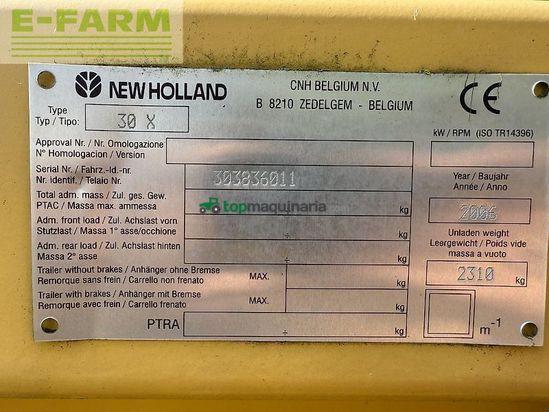 E-FARM
NEW HOLLAND
CNH BELGIUM N.V.
B 8210 ZEDELGEM - BELGIUM
CE
Type
Typ / Tipo:
30 X
kW / RPM (ISO TR14396)
Approval Nr / Nr. Omologazione
N° Homologacion / Version
Serial Nr / Fahrz.-Id.-nr.
Nr. identif. / Telaio Nr.
303836011
Year / Baujahr
Année / Anno
2006
Total adm. mass / Zul. ges. Gew.
PTAC / Massa max. ammessa
kg
topmaquinaria
Adm. front load / Zul. Achslast vorn
Stutzlast / Massa 1° asse/occhione
÷
kg
Unladen weight
Leergewicht / Poids vide
massa a vuoto
2310
kg
Adm. rear load / Zul. Achslast hinten
Massa 2° asse
÷
kg
Trailer without brakes / Anhänger ohne Bremse
Remorque sans frein / Carrello non frenato
MAX.
kg
Trailer with brakes / Anhänger mit Bremse
Remorque avec frein / Carrello frenato
MAX.
kg
PTRA
÷
kg
m-1